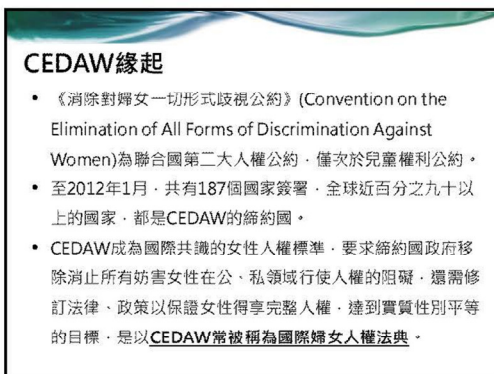 CEDAW緣起
• 《消除對婦女一切形式歧視公約》(Convention on the
Elimination of All Forms of Discrimination Against
Women)為聯合國第二大人權公約，僅次於兒童權利公約。
• 至2012年1月，共有187個國家簽署，全球近百分之九十以
上的國家，都是CEDAW的締約國。
• CEDAW成為國際共識的女性人權標準，要求締約國政府移
除消止所有妨害女性在公、私領域行使人權的阻礙，還需修
訂法律、政策以保證女性得享完整人權，達到實質性別平等
的目標，是以CEDAW常被稱為國際婦女人權法典。